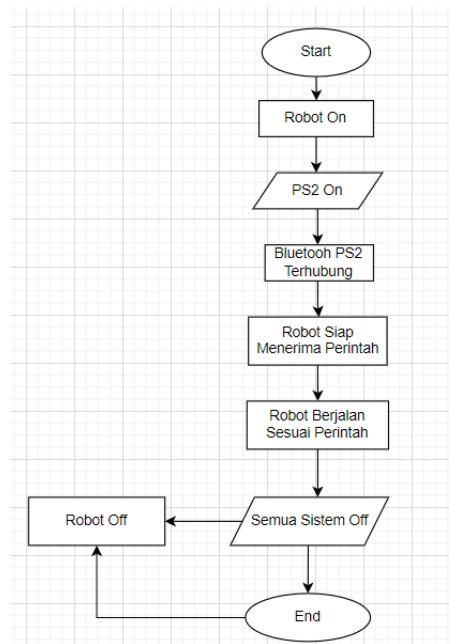 Start
Robot On
PS2 On
Bluetooh PS2
Terhubung
Robot Siap
Menerima Perintah
Robot Berjalan
Sesuai Perintah
Robot Off
Semua Sistem Off
End